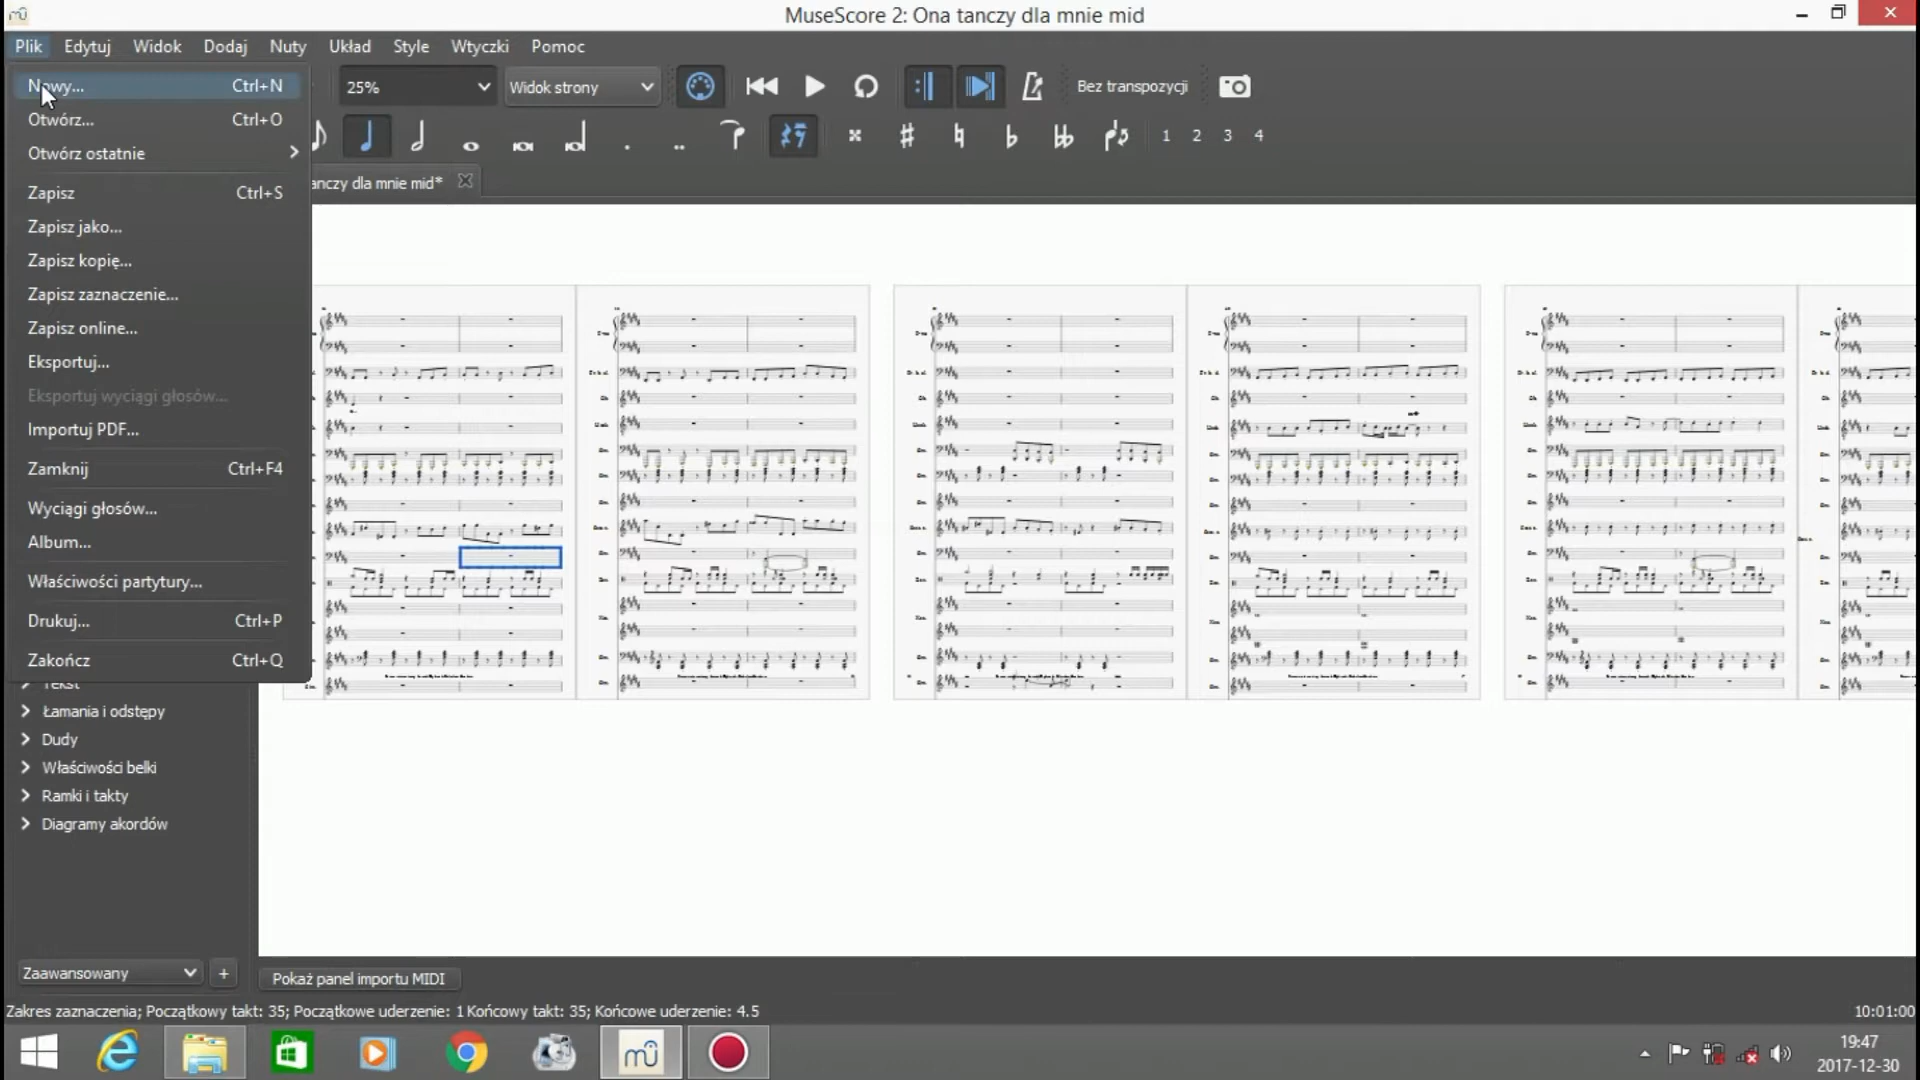 MuseScore 2: Ona tanczy dla mnie mid
Plik Edytuj Widok Dodaj Nuty Układ Style Wtyczki Pomoc
Nowy... Ctrl+N
25% Widok strony Bez transpozycji
Otwórz... Ctrl+O
1 2 3 4
Otwórz ostatnie
anczy dla mnie mid*
Zapisz Ctrl+S
Zapisz jako...
Zapisz kopię...
Zapisz zaznaczenie...
Zapisz online...
Eksportuj...
Eksportuj wyciągi głosów...
Importuj PDF...
Zamknij Ctrl+F4
Wyciągi głosów...
Album...
Właściwości partytury...
Drukuj... Ctrl+P
Zakończ Ctrl+Q
Tekst
Łamania i odstępy
Dudy
Właściwości belki
Ramki i takty
Diagramy akordów
Zaawansowany +
Pokaż panel importu MIDI
Zakres zaznaczenia; Początkowy takt: 35; Początkowe uderzenie: 1 Końcowy takt: 35; Końcowe uderzenie: 4.5
10:01:00
19:47
2017-12-30